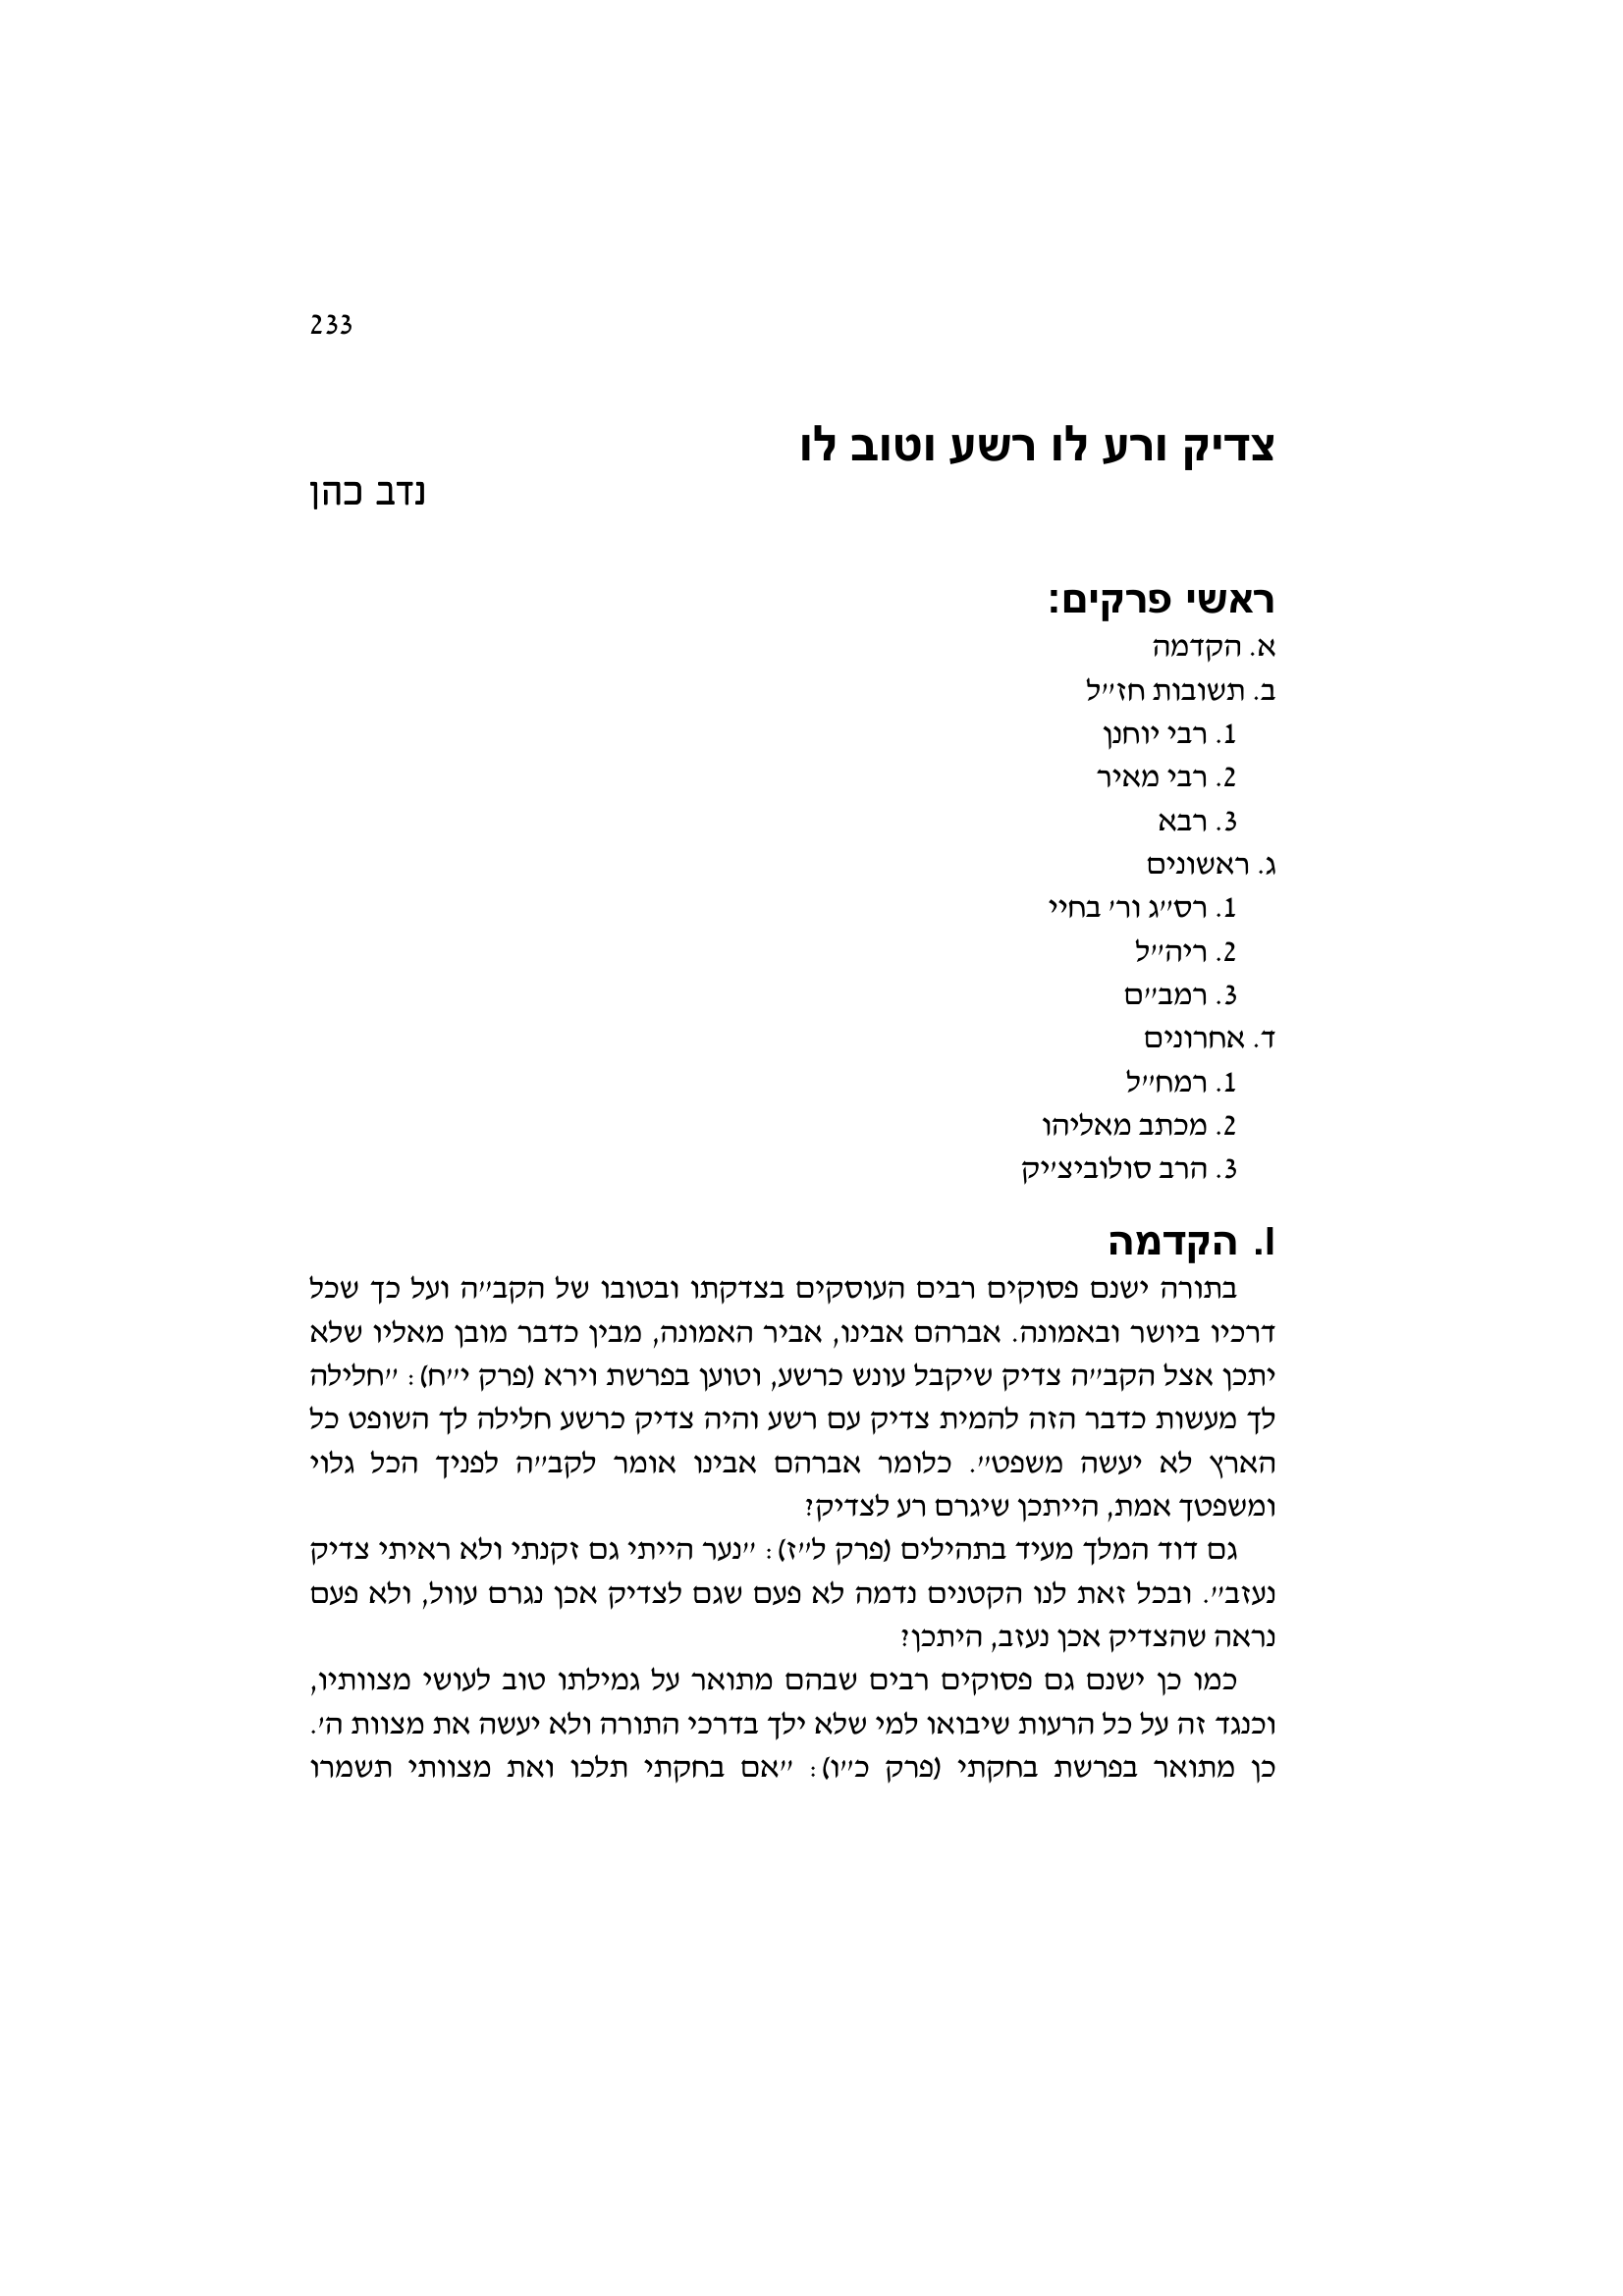 233
צדיק ורע לו רשע וטוב לו
נדב כהן
ראשי פרקים:
א. הקדמה
ב. תשובות חז״ל
1. רבי יוחנן
2. רבי מאיר
3. רבא
ג. ראשונים
1. רס״ג ור׳ בחיי
2. ריה״ל
3. רמב״ם
ד. אחרונים
1. רמח״ל
2. מכתב מאליהו
3. הרב סולוביצ׳יק
I. הקדמה
בתורה ישנם פסוקים רבים העוסקים בצדקתו ובטובו של הקב״ה ועל כך שכל
דרכיו ביושר ובאמונה. אברהם אבינו, אביר האמונה, מבין כדבר מובן מאליו שלא
יתכן אצל הקב״ה צדיק שיקבל עונש כרשע, וטוען בפרשת וירא (פרק י״ח): ״חלילה
לך מעשות כדבר הזה להמית צדיק עם רשע והיה צדיק כרשע חלילה לך השופט כל
הארץ לא יעשה משפט״. כלומר אברהם אבינו אומר לקב״ה לפניך הכל גלוי
ומשפטך אמת, הייתכן שיגרם רע לצדיק?
גם דוד המלך מעיד בתהילים (פרק ל״ז): ״נער הייתי גם זקנתי ולא ראיתי צדיק
נעזב״. ובכל זאת לנו הקטנים נדמה לא פעם שגם לצדיק אכן נגרם עוול, ולא פעם
נראה שהצדיק אכן נעזב, היתכן?
כמו כן ישנם גם פסוקים רבים שבהם מתואר על גמילתו טוב לעושי מצוותיו,
וכנגד זה על כל הרעות שיבואו למי שלא ילך בדרכי התורה ולא יעשה את מצוות ה׳.
כן מתואר בפרשת בחקתי (פרק כ״ו): ״אם בחקתי תלכו ואת מצוותי תשמרו